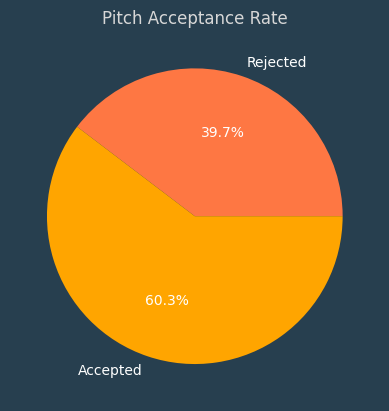 Pitch Acceptance Rate
Rejected
39.7%
60.3%
Accepted